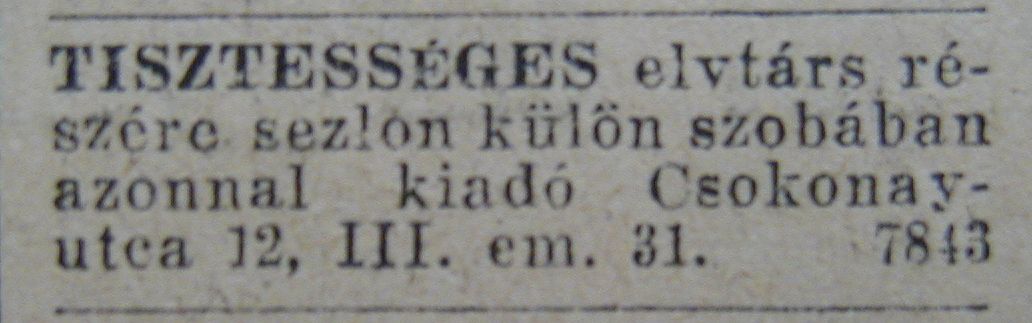 TISZTESSÉGES elvtárs ré-
szére sezlon külön szobában
azonnal kiadó Csokonay-
utca 12, III. em. 31. 7843